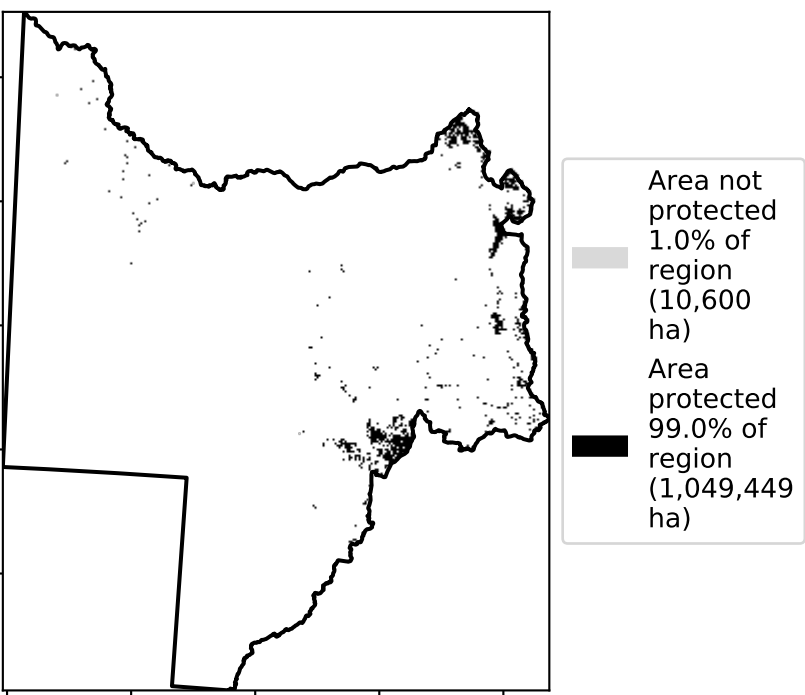 Area not
protected
1.0% of
region
(10,600
ha)
Area
protected
99.0% of
region
(1,049,449
ha)